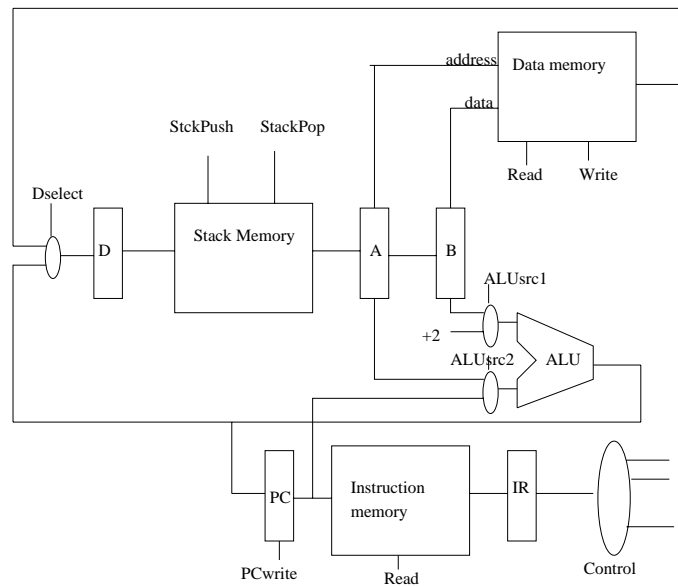 address
Data memory
data
StckPush
StackPop
Read
Write
Dselect
D
Stack Memory
A
B
ALUsrc1
+2
ALUsrc2
ALU
PC
Instruction
memory
IR
PCwrite
Read
Control